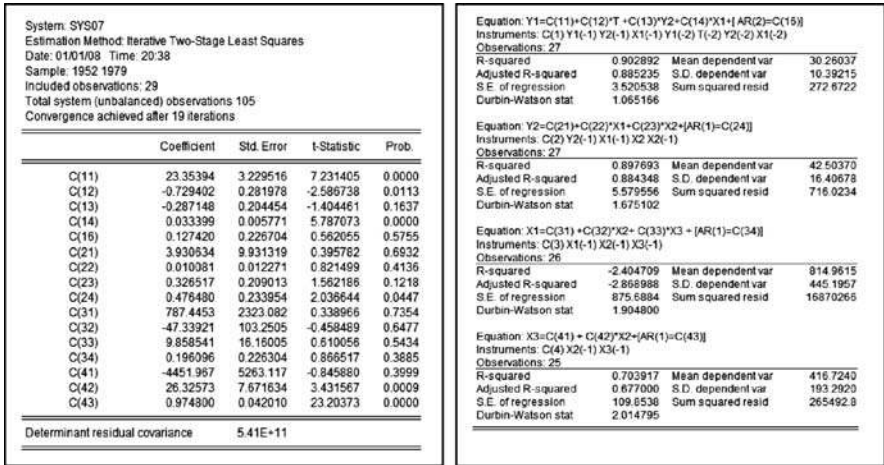 System: SYS07
Estimation Method: Iterative Two-Stage Least Squares
Date: 01/01/08 Time: 20:38
Sample: 1952 1979
Included observations: 29
Total system (unbalanced) observations 105
Convergence achieved after 19 iterations
Coefficient Std. Error t-Statistic Prob.
C(11) 23.35394 3.229516 7.231405 0.0000
C(12) -0.729402 0.281978 -2.586738 0.0113
C(13) -0.287148 0.204454 -1.404461 0.1637
C(14) 0.033399 0.005771 5.787073 0.0000
C(16) 0.127420 0.226704 0.562055 0.5755
C(21) 3.930634 9.931319 0.395782 0.6932
C(22) 0.010081 0.012271 0.821499 0.4136
C(23) 0.326517 0.209013 1.562186 0.1218
C(24) 0.476480 0.233954 2.036644 0.0447
C(31) 787.4453 2323.082 0.338966 0.7354
C(32) -47.33921 103.2505 -0.458489 0.6477
C(33) 9.858541 16.16005 0.610056 0.5434
C(34) 0.196096 0.226304 0.866517 0.3885
C(41) -4451.967 5263.117 -0.845880 0.3999
C(42) 26.32573 7.671634 3.431567 0.0009
C(43) 0.974800 0.042010 23.20373 0.0000
Determinant residual covariance 5.41E+11
Equation: Y1=C(11)+C(12)*T +C(13)*Y2+C(14)*X1+[ AR(2)=C(16)]
Instruments: C(1) Y1(-1) Y2(-1) X1(-1) Y1(-2) T(-2) Y2(-2) X1(-2)
Observations: 27
R-squared 0.902892 Mean dependent var 30.26037
Adjusted R-squared 0.885235 S.D. dependent var 10.39215
S.E. of regression 3.520538 Sum squared resid 272.6722
Durbin-Watson stat 1.065166
Equation: Y2=C(21)+C(22)*X1+C(23)*X2+[AR(1)=C(24)]
Instruments: C(2) Y2(-1) X1(-1) X2 X2(-1)
Observations: 27
R-squared 0.897693 Mean dependent var 42.50370
Adjusted R-squared 0.884348 S.D. dependent var 16.40678
S.E. of regression 5.579556 Sum squared resid 716.0234
Durbin-Watson stat 1.675102
Equation: X1=C(31) +C(32)*X2+ C(33)*X3 + [AR(1)=C(34)]
Instruments: C(3) X1(-1) X2(-1) X3(-1)
Observations: 26
R-squared -2.404709 Mean dependent var 814.9615
Adjusted R-squared -2.868988 S.D. dependent var 445.1957
S.E. of regression 875.6884 Sum squared resid 16870266
Durbin-Watson stat 1.904800
Equation: X3=C(41) + C(42)*X2+[AR(1)=C(43)]
Instruments: C(4) X2(-1) X3(-1)
Observations: 25
R-squared 0.703917 Mean dependent var 416.7240
Adjusted R-squared 0.677000 S.D. dependent var 193.2920
S.E. of regression 109.8538 Sum squared resid 265492.8
Durbin-Watson stat 2.014795